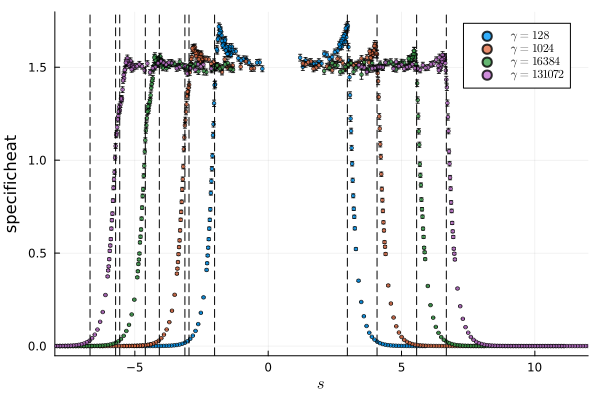 γ = 128
γ = 1024
γ = 16384
γ = 131072
specificheat
1.5
1.0
0.5
0.0
−5 0 5 10
s